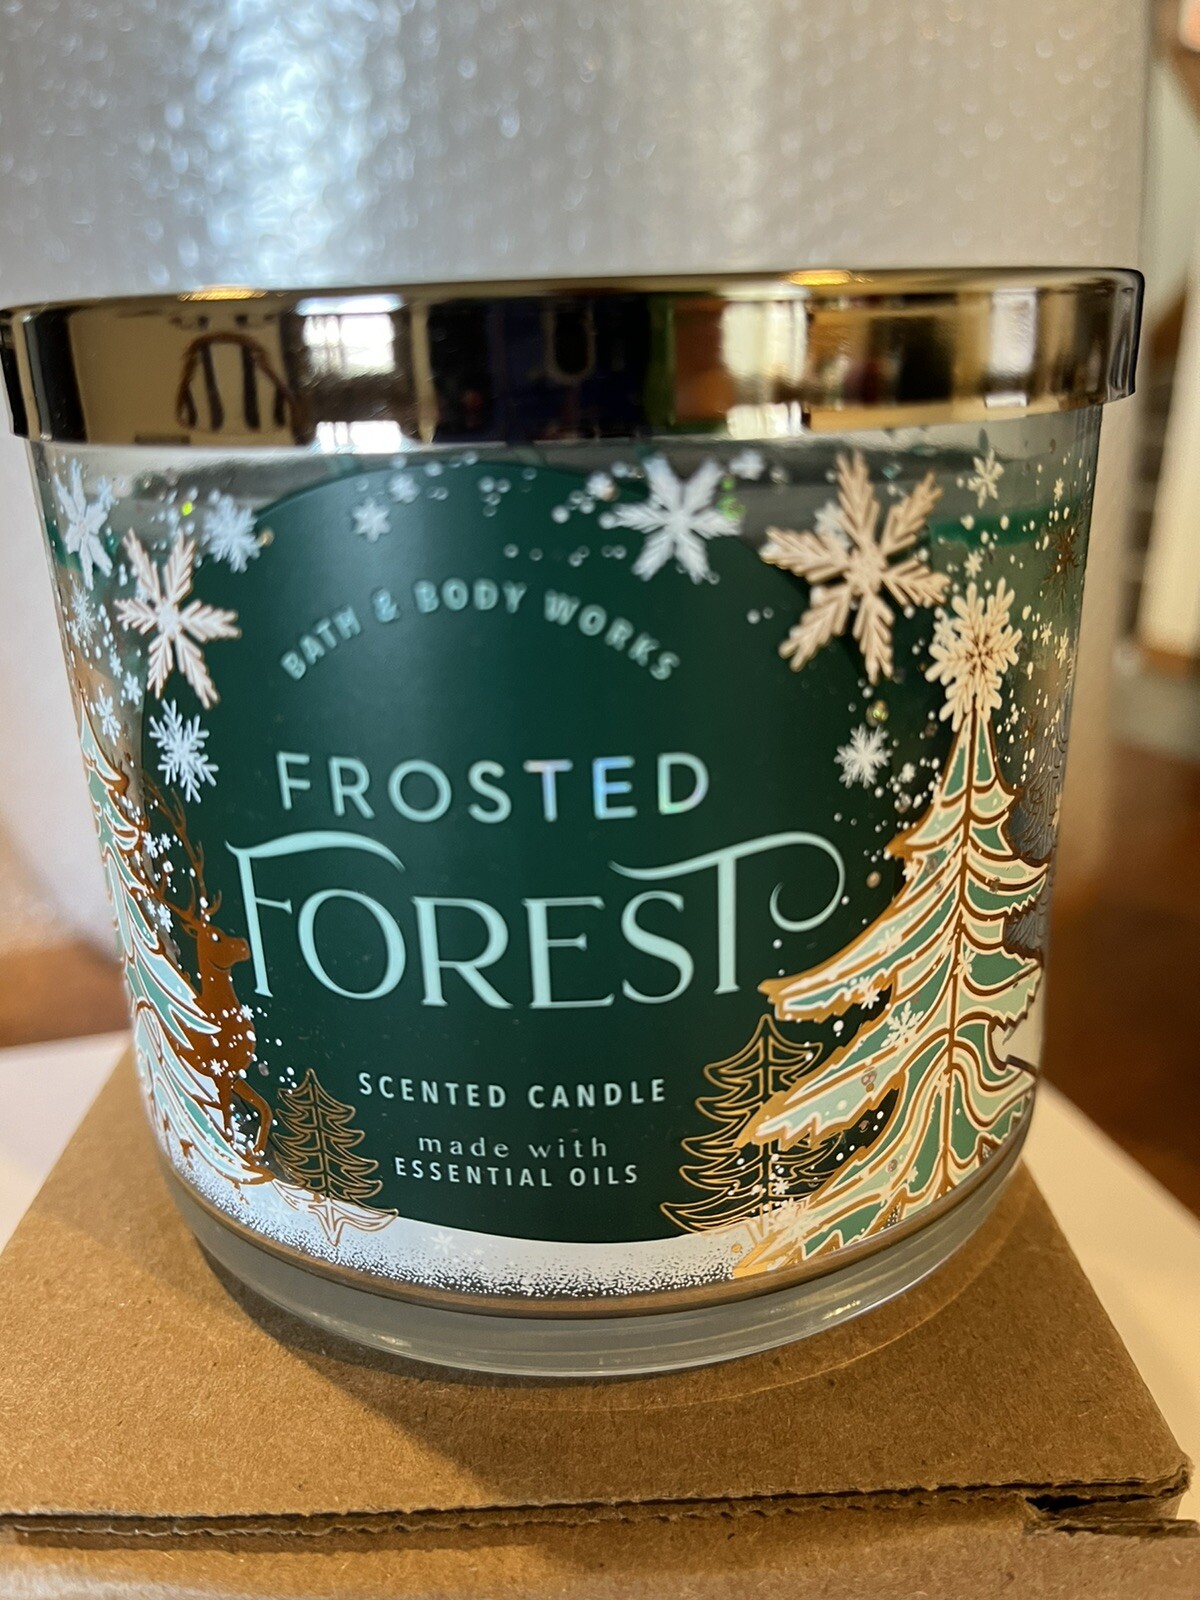 BATH & BODY WORKS
FROSTED
FOREST
SCENTED CANDLE
made with
ESSENTIAL OILS